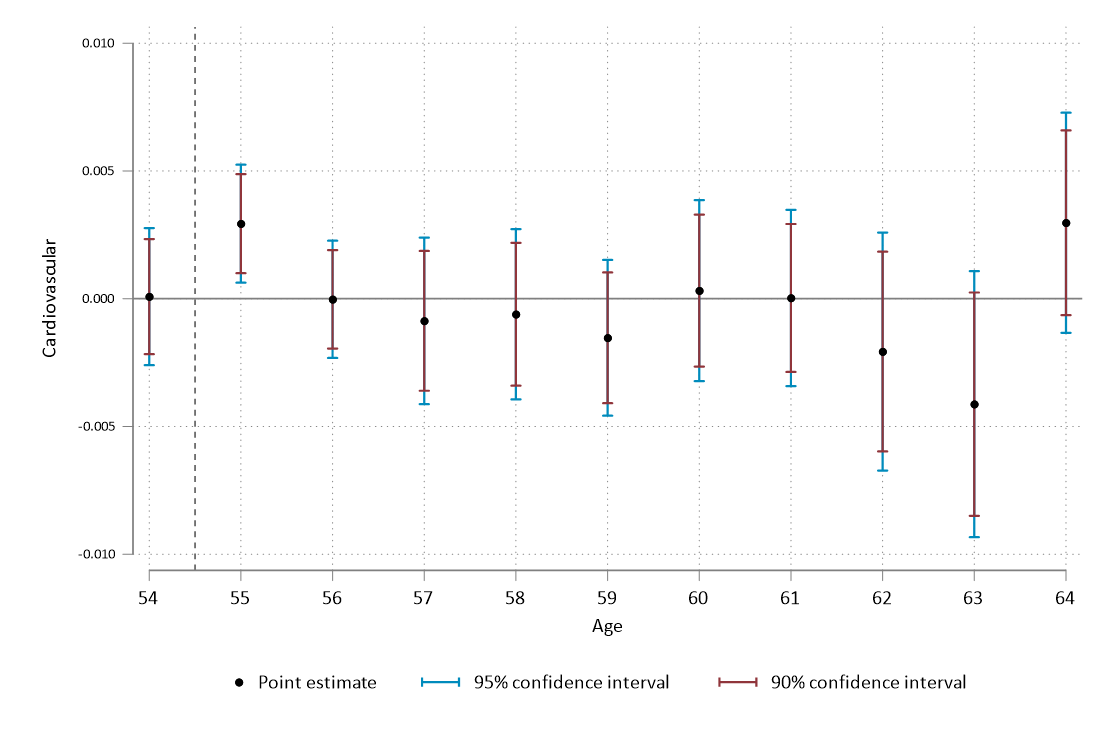 0.010
0.005
0.000
-0.005
-0.010
Cardiovascular
54 55 56 57 58 59 60 61 62 63 64
Age
Point estimate 95% confidence interval 90% confidence interval